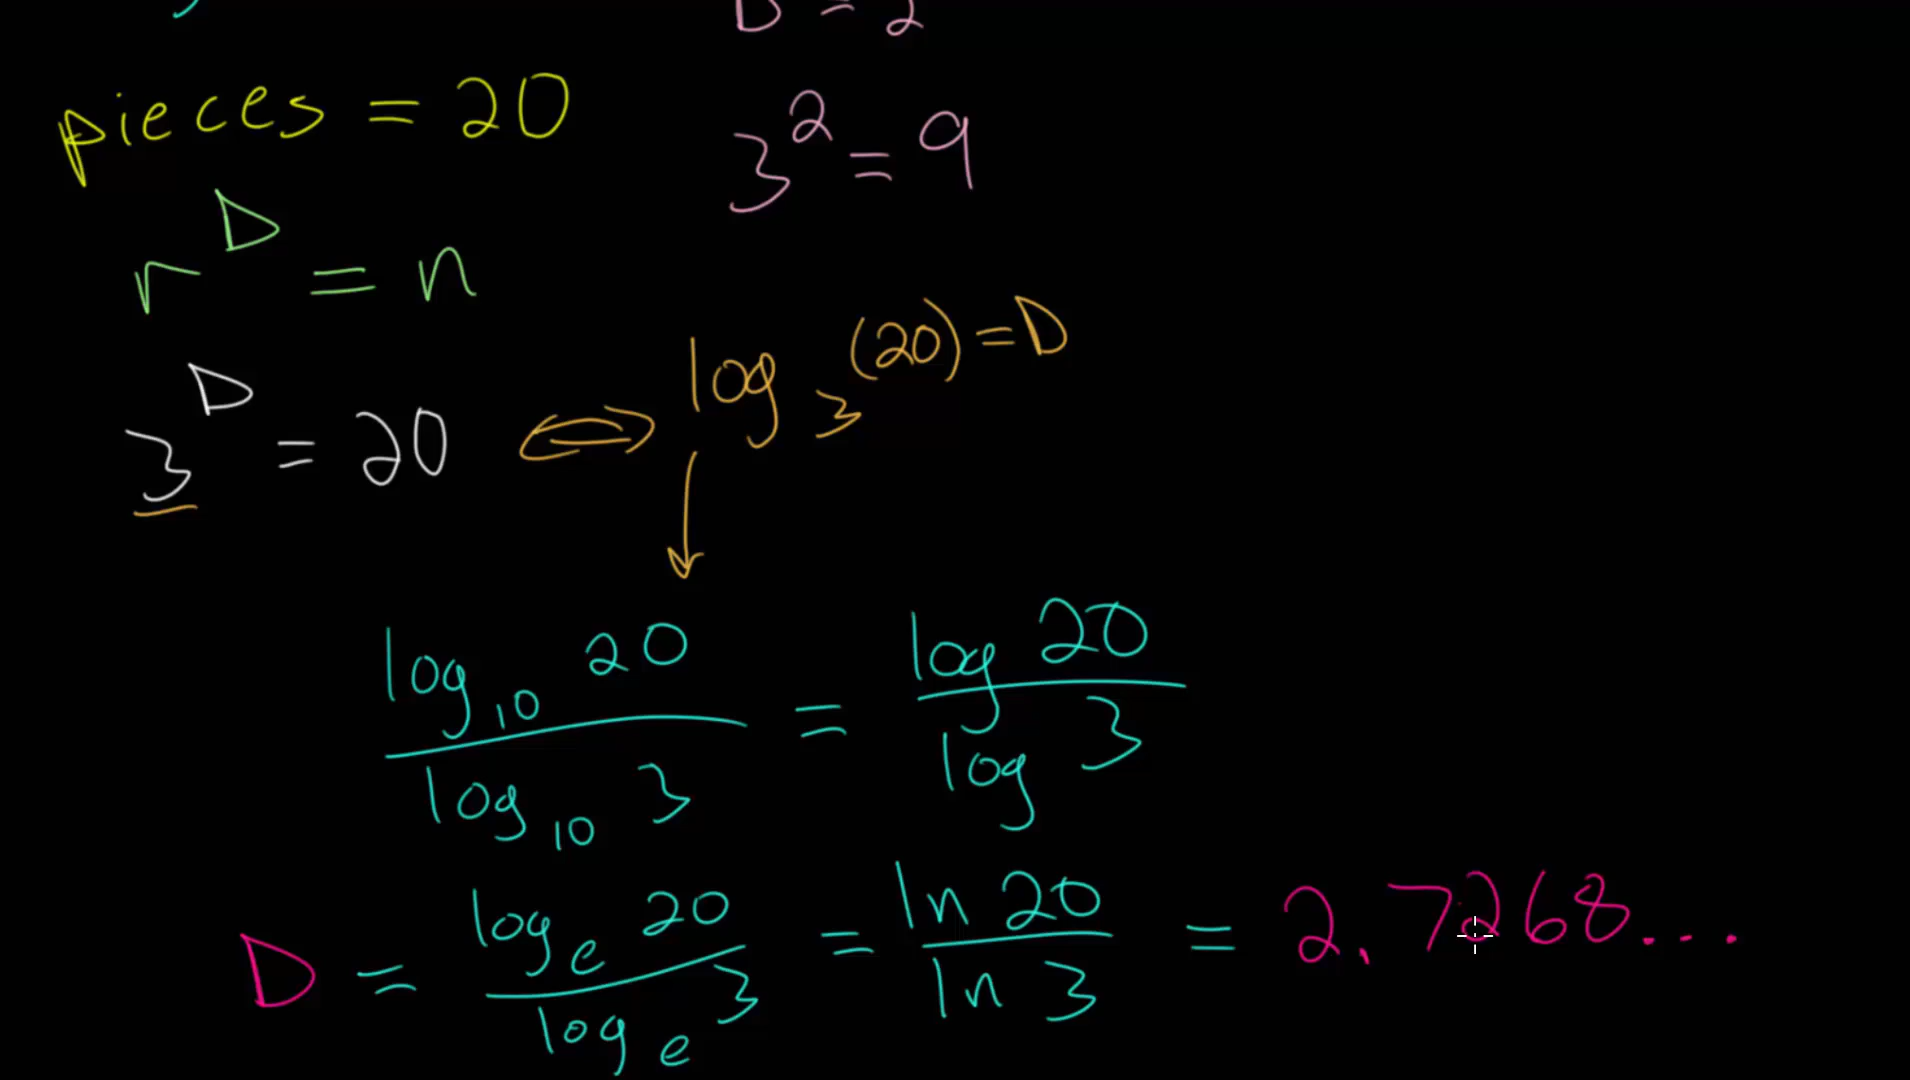 D = 2
pieces = 20
3² = 9
r^D = n
3^D = 20 ⇔ log₃(20) = D
log₁₀ 20 / log₁₀ 3 = log 20 / log 3
D = logₑ 20 / logₑ 3 = ln 20 / ln 3 = 2.7268...